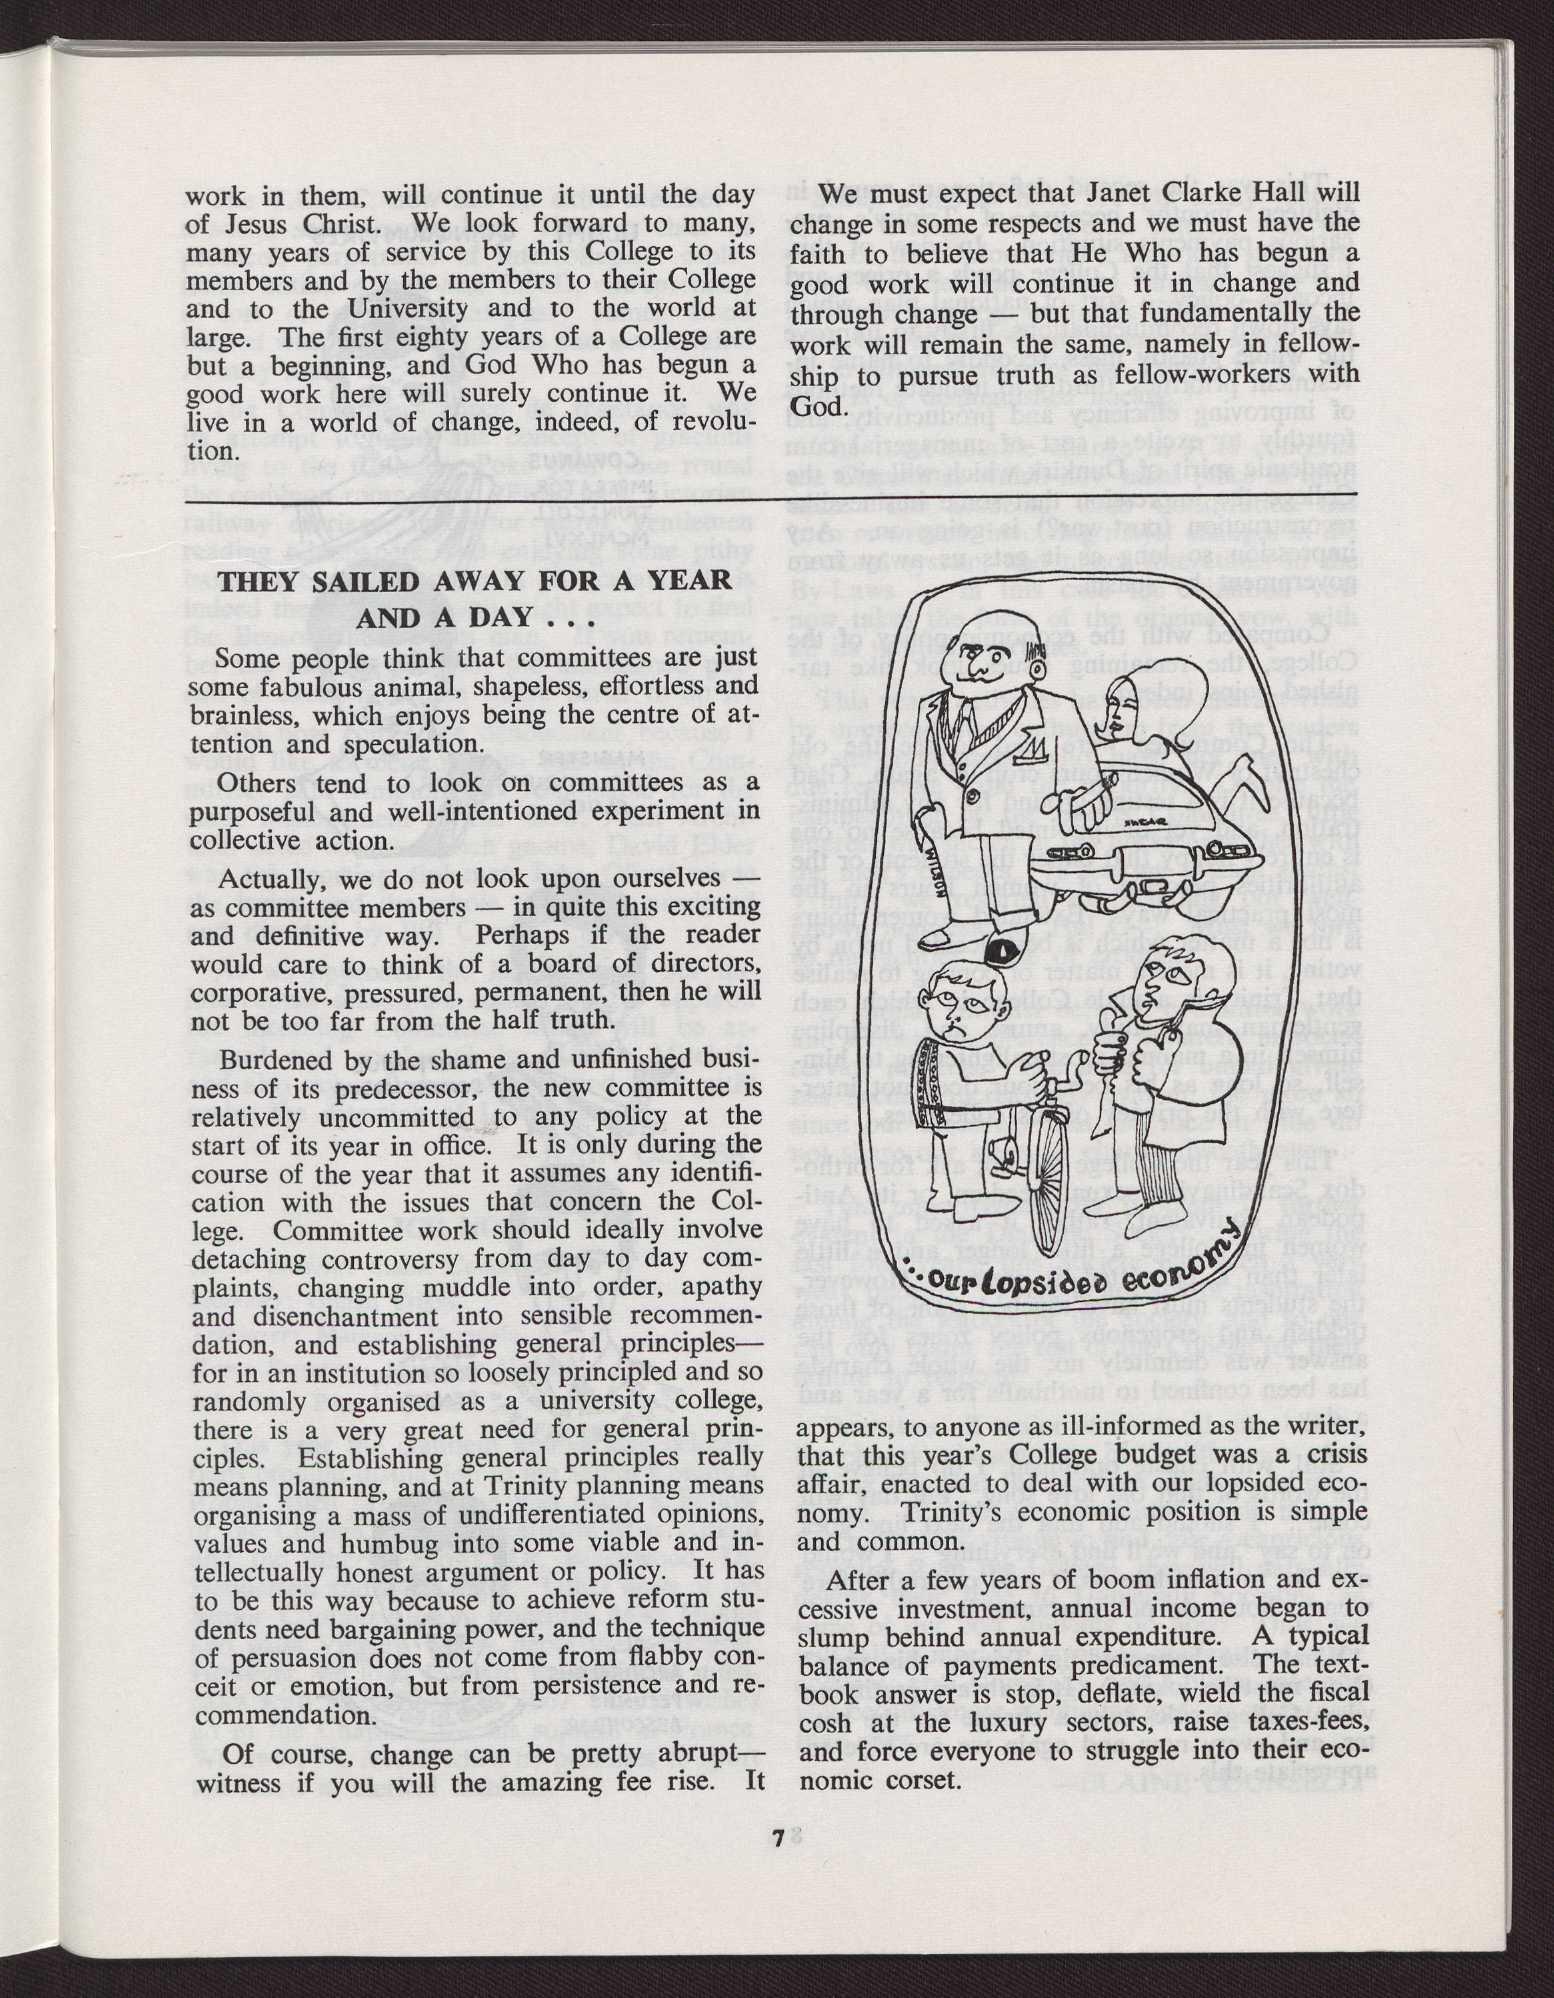 work in them, will continue it until the day
of Jesus Christ. We look forward to many,
many years of service by this College to its
members and by the members to their College
and to the University and to the world at
large. The first eighty years of a College are
but a beginning, and God Who has begun a
good work here will surely continue it. We
live in a world of change, indeed, of revolu-
tion.
We must expect that Janet Clarke Hall will
change in some respects and we must have the
faith to believe that He Who has begun a
good work will continue it in change and
through change — but that fundamentally the
work will remain the same, namely in fellow-
ship to pursue truth as fellow-workers with
God.
THEY SAILED AWAY FOR A YEAR
AND A DAY . . .
Some people think that committees are just
some fabulous animal, shapeless, effortless and
brainless, which enjoys being the centre of at-
tention and speculation.
Others tend to look on committees as a
purposeful and well-intentioned experiment in
collective action.
Actually, we do not look upon ourselves —
as committee members — in quite this exciting
and definitive way. Perhaps if the reader
would care to think of a board of directors,
corporative, pressured, permanent, then he will
not be too far from the half truth.
Burdened by the shame and unfinished busi-
ness of its predecessor, the new committee is
relatively uncommitted to any policy at the
start of its year in office. It is only during the
course of the year that it assumes any identifi-
cation with the issues that concern the Col-
lege. Committee work should ideally involve
detaching controversy from day to day com-
plaints, changing muddle into order, apathy
and disenchantment into sensible recommen-
dation, and establishing general principles—
for in an institution so loosely principled and so
randomly organised as a university college,
there is a very great need for general prin-
ciples. Establishing general principles really
means planning, and at Trinity planning means
organising a mass of undifferentiated opinions,
values and humbug into some viable and in-
tellectually honest argument or policy. It has
to be this way because to achieve reform stu-
dents need bargaining power, and the technique
of persuasion does not come from flabby con-
ceit or emotion, but from persistence and re-
commendation.
Of course, change can be pretty abrupt—
witness if you will the amazing fee rise. It
WILSON
...our lopsided economy
appears, to anyone as ill-informed as the writer,
that this year's College budget was a crisis
affair, enacted to deal with our lopsided eco-
nomy. Trinity's economic position is simple
and common.
After a few years of boom inflation and ex-
cessive investment, annual income began to
slump behind annual expenditure. A typical
balance of payments predicament. The text-
book answer is stop, deflate, wield the fiscal
cosh at the luxury sectors, raise taxes-fees,
and force everyone to struggle into their eco-
nomic corset.
7